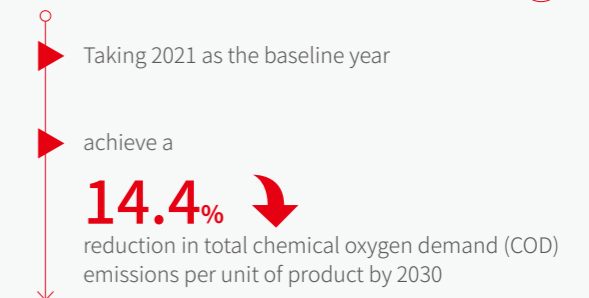 Taking 2021 as the baseline year
achieve a
14.4%
reduction in total chemical oxygen demand (COD)
emissions per unit of product by 2030